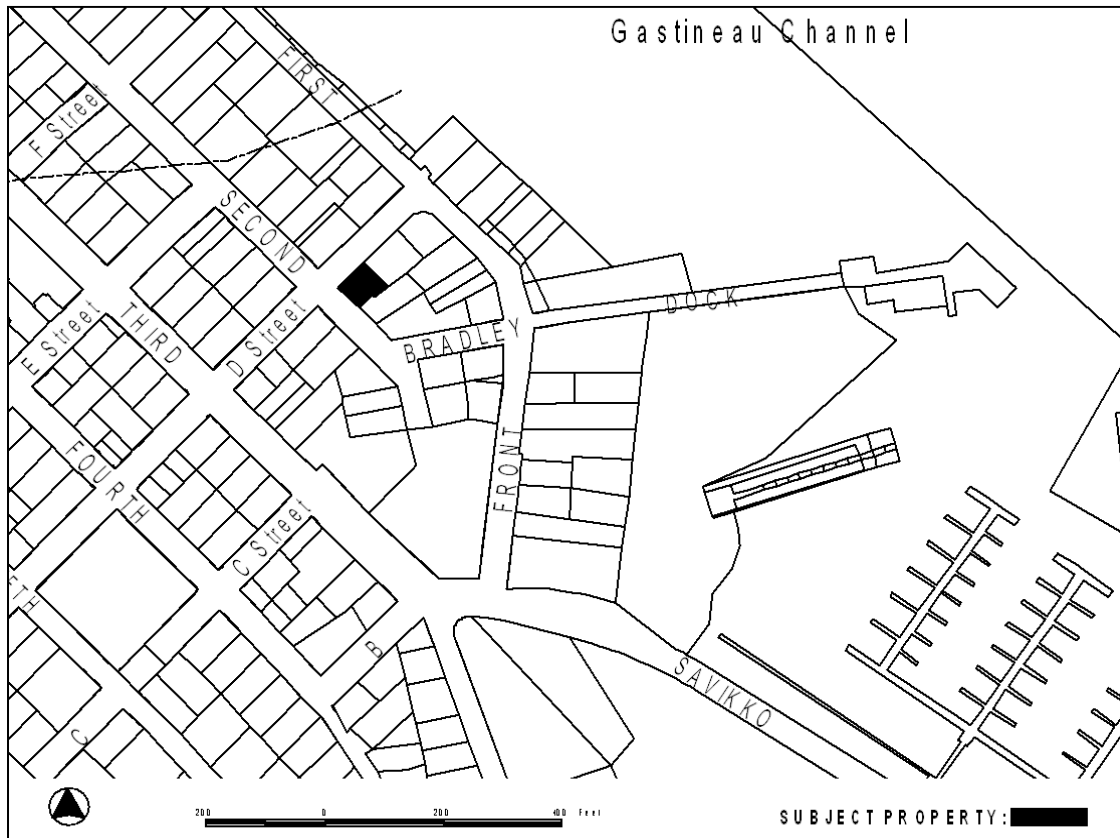 Gastineau Channel
FIRST
F Street
SECOND
DOCK
THIRD
D Street
E Street
BRADLEY
FOURTH
FRONT
C Street
FTH
B
SAVIKKO
C
200 0 200 400 Feet
SUBJECT PROPERTY: